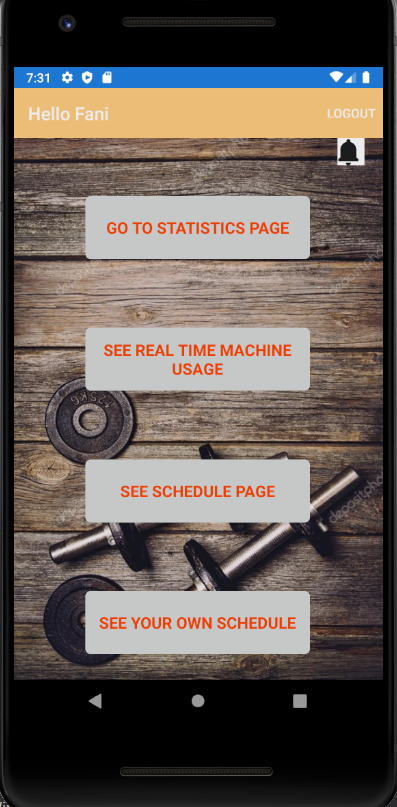 7:31
Hello Fani
LOGOUT
GO TO STATISTICS PAGE
SEE REAL TIME MACHINE
USAGE
SEE SCHEDULE PAGE
SEE YOUR OWN SCHEDULE